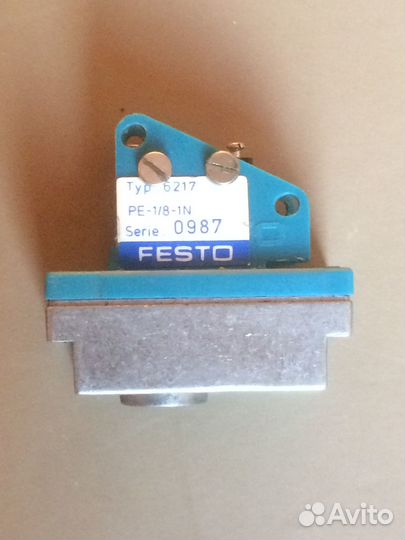 Typ 6217
PE-1/8-1N
Serie: 0987
FESTO
Avito